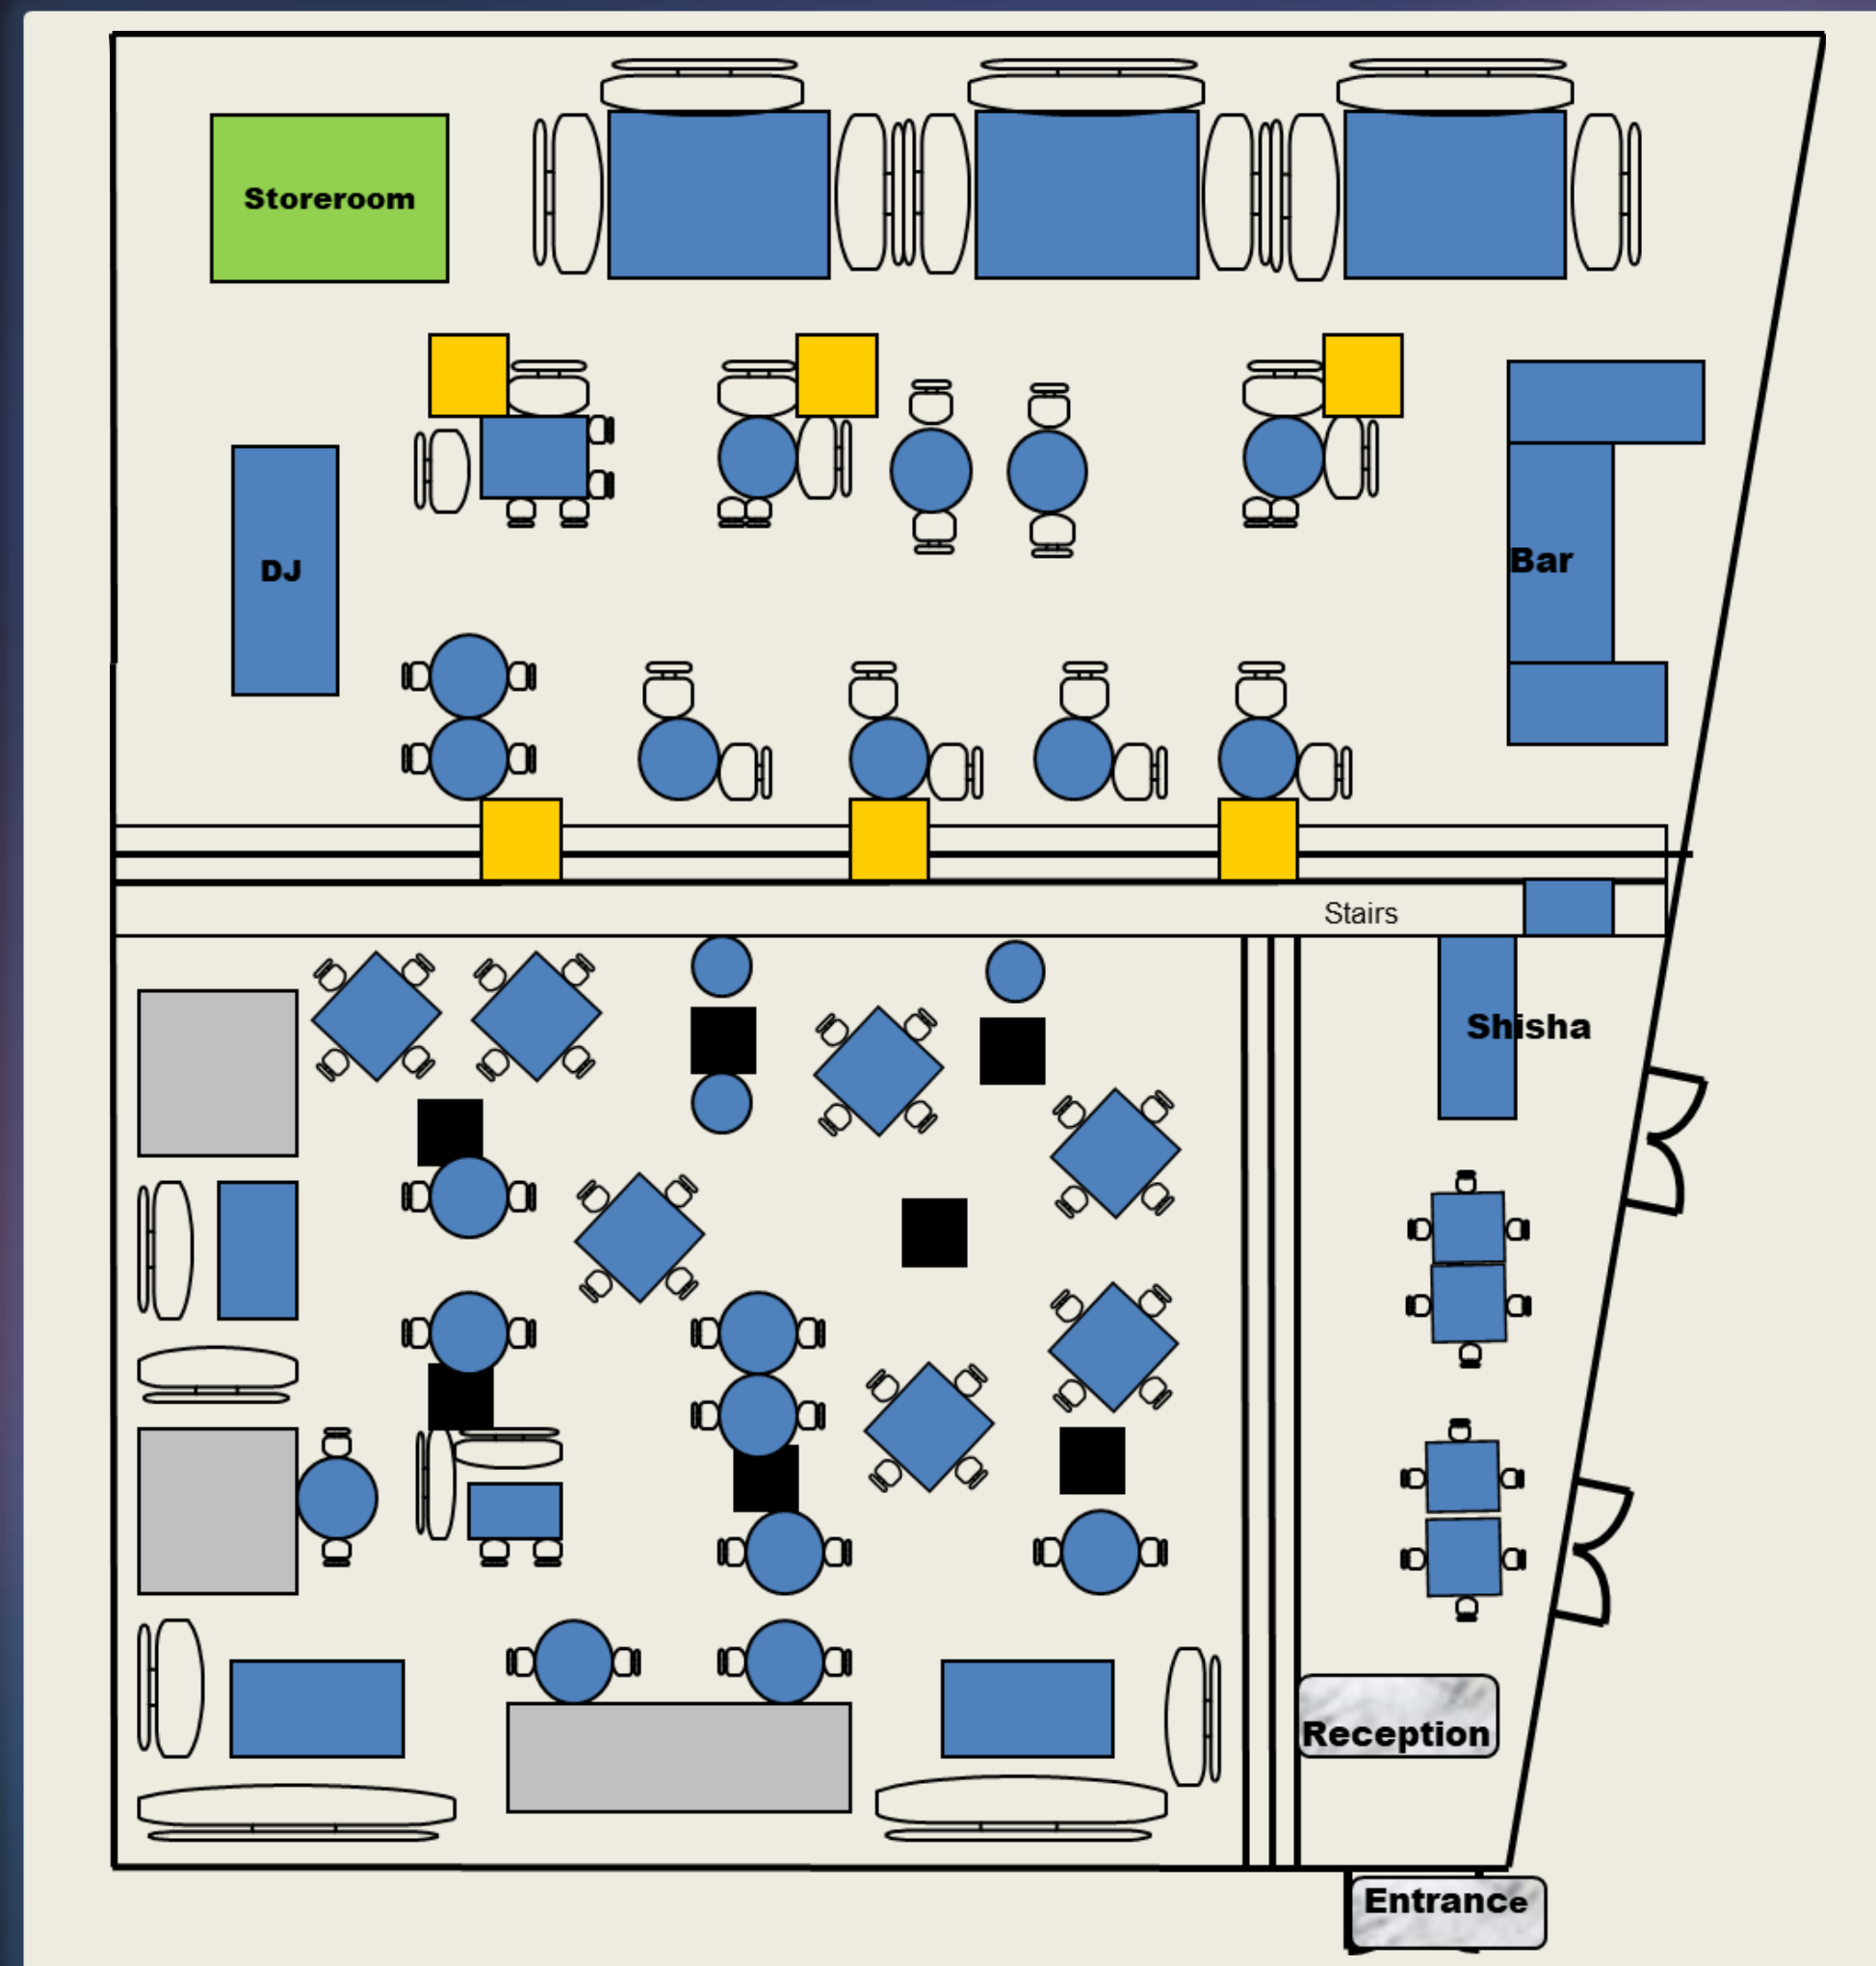 Storeroom
DJ
Bar
Stairs
Shisha
Reception
Entrance